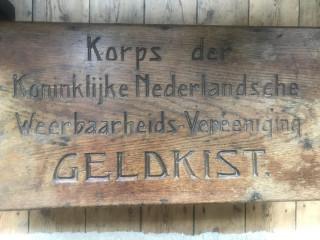 Korps der
Koninklijke Nederlandsche
Weerbaarheids-Vereeniging
GELDKIST.